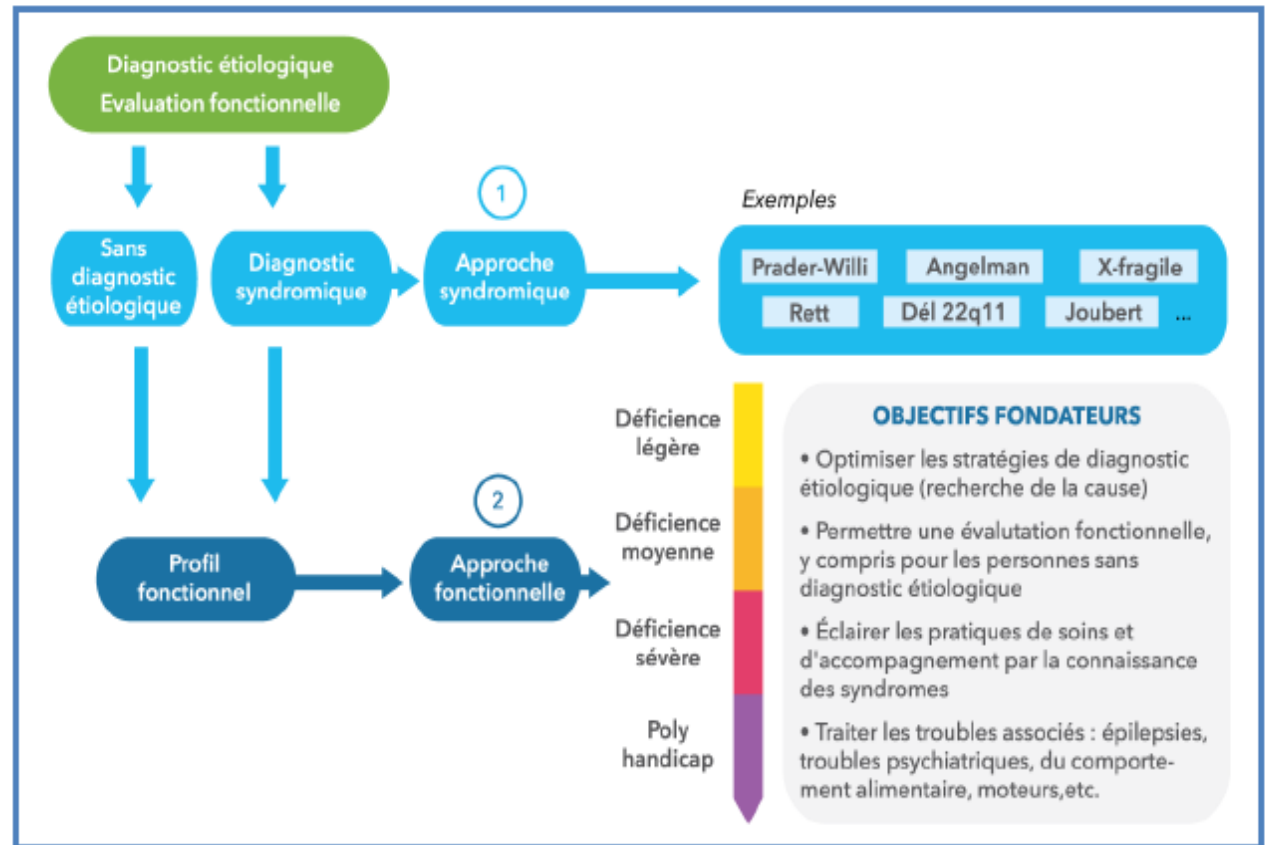 Diagnostic étiologique
Evaluation fonctionnelle
1
Exemples
Sans
diagnostic
étiologique
Diagnostic
syndromique
Approche
syndromique
Prader-Willi
Angelman
X-fragile
Rett
Dél 22q11
Joubert
...
Profil
fonctionnel
2
Approche
fonctionnelle
Déficience
légère
Déficience
moyenne
Déficience
sévère
Poly
handicap
OBJECTIFS FONDATEURS
• Optimiser les stratégies de diagnostic
étiologique (recherche de la cause)
• Permettre une évalutation fonctionnelle,
y compris pour les personnes sans
diagnostic étiologique
• Éclairer les pratiques de soins et
d'accompagnement par la connaissance
des syndromes
• Traiter les troubles associés : épilepsies,
troubles psychiatriques, du comporte-
ment alimentaire, moteurs,etc.